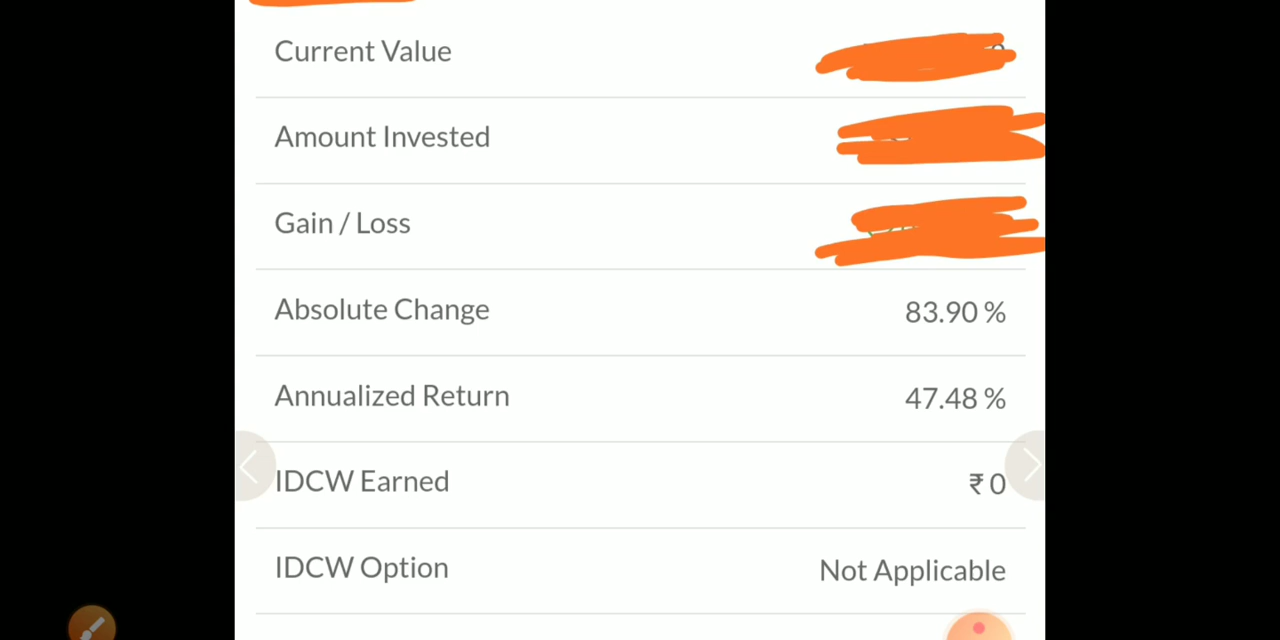 Current Value
Amount Invested
Gain / Loss
Absolute Change 83.90 %
Annualized Return 47.48 %
IDCW Earned ₹ 0
IDCW Option Not Applicable